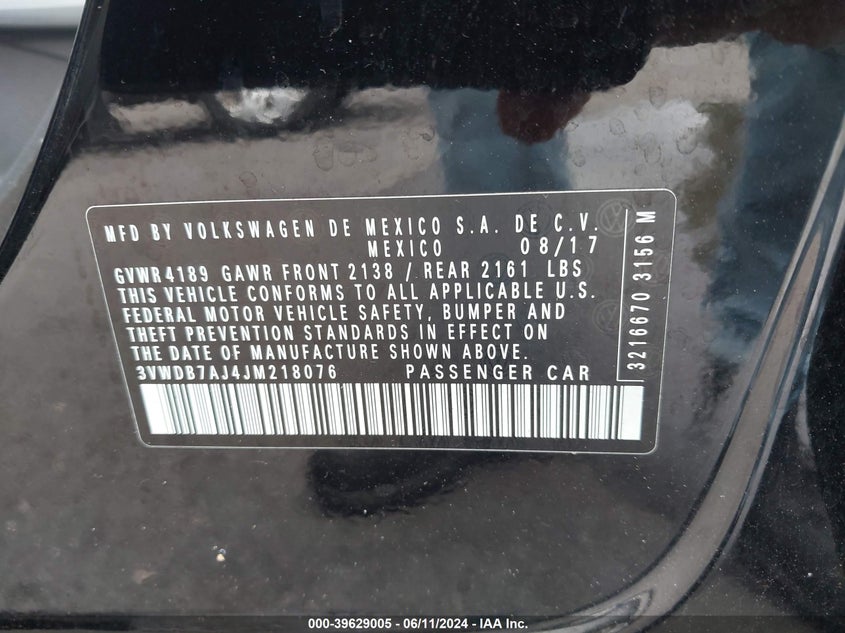 MFD BY VOLKSWAGEN DE MEXICO S.A. DE C.V.
MEXICO 08/17
GVWR4189 GAWR FRONT 2138 / REAR 2161 LBS
THIS VEHICLE CONFORMS TO ALL APPLICABLE U.S.
FEDERAL MOTOR VEHICLE SAFETY, BUMPER AND
THEFT PREVENTION STANDARDS IN EFFECT ON
THE DATE OF MANUFACTURE SHOWN ABOVE.
3VWDB7AJ4JM218076 PASSENGER CAR
3216670 3156 M
000-39629005 - 06/11/2024 - IAA Inc.